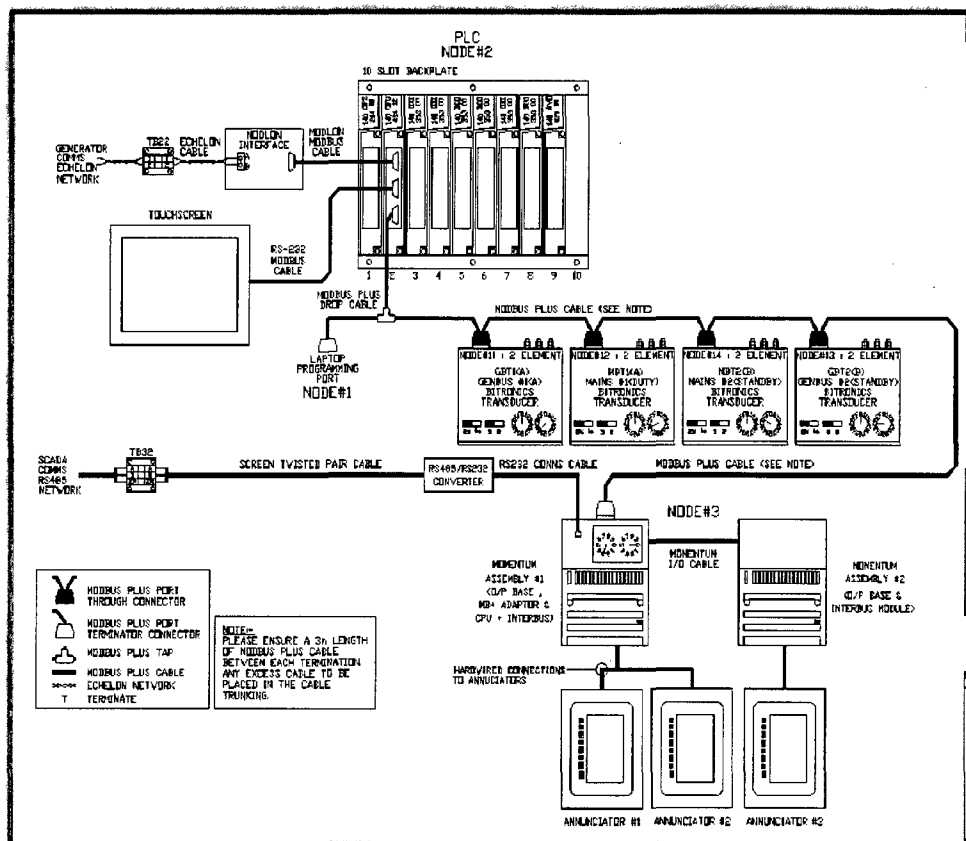 PLC
NODE#2
10 SLOT BACKPLATE
TB22
ECHELON
CABLE
MODLON
INTERFACE
MODLON
MODBUS
CABLE
GENERATOR
COMMS
ECHELON
NETWORK
TOUCHSCREEN
RS-232
MODBUS
CABLE
1 2 3 4 5 6 7 8 9 10
MODBUS PLUS
DROP CABLE
MODBUS PLUS CABLE (SEE NOTE)
LAPTOP
PROGRAMMING
PORT
NODE#1
NODE#11 : 2 ELEMENT
GBT1(A)
GENBUS #1(A)
BITRONICS
TRANSDUCER
NODE#12 : 2 ELEMENT
MBT1(A)
MAINS #1(DUTY)
BITRONICS
TRANSDUCER
NODE#14 : 2 ELEMENT
MBT2(B)
MAINS #2(STANDBY)
BITRONICS
TRANSDUCER
NODE#13 : 2 ELEMENT
GBT2(B)
GENBUS #2(STANDBY)
BITRONICS
TRANSDUCER
SCADA
COMMS
RS485
NETWORK
TB32
SCREEN TWISTED PAIR CABLE
RS485/RS232
CONVERTER
RS232 COMMS CABLE
MODBUS PLUS CABLE (SEE NOTE)
NODE#3
MOMENTUM
ASSEMBLY #1
(O/P BASE ,
MB+ ADAPTOR &
CPU + INTERBUS)
MOMENTUM
I/O CABLE
MOMENTUM
ASSEMBLY #2
(O/P BASE &
INTERBUS MODULE)
MODBUS PLUS PORT
THROUGH CONNECTOR
MODBUS PLUS PORT
TERMINATOR CONNECTOR
MODBUS PLUS TAP
MODBUS PLUS CABLE
ECHELON NETWORK
T TERMINATE
NOTE:-
PLEASE ENSURE A 3m LENGTH
OF MODBUS PLUS CABLE
BETWEEN EACH TERMINATION
ANY EXCESS CABLE TO BE
PLACED IN THE CABLE
TRUNKING.
HARDWIRED CONNECTIONS
TO ANNUCIATORS
ANNUNCIATOR #1
ANNUNCIATOR #2
ANNUNCIATOR #3